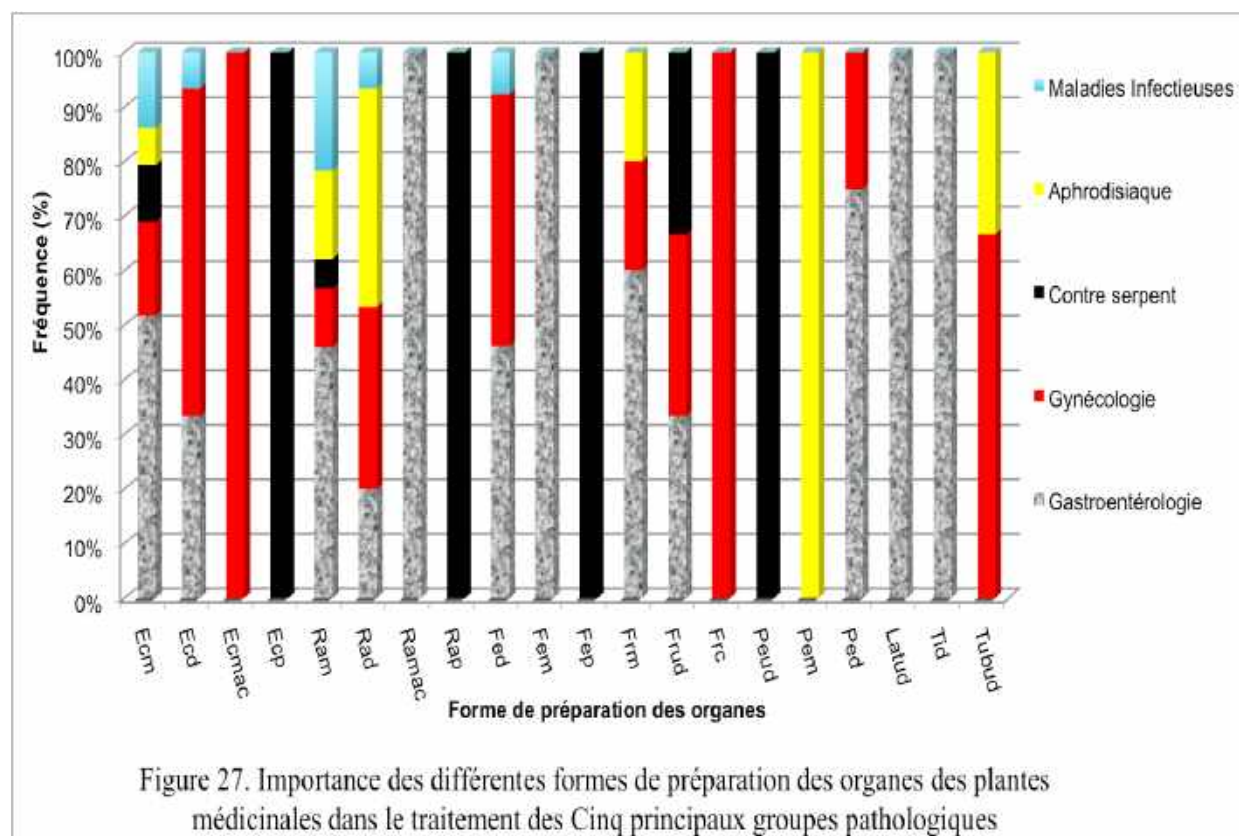 100%
90%
80%
70%
60%
50%
40%
30%
20%
10%
0%
Fréquence (%)
Ecm
Ecd
Ecmac
Ecp
Ram
Rad
Ramac
Rap
Fed
Fem
Fep
Frm
Frud
Frc
Peud
Pem
Ped
Latud
Tid
Tubud
Forme de préparation des organes
Maladies Infectieuses
Aphrodisiaque
Contre serpent
Gynécologie
Gastroentérologie
Figure 27. Importance des différentes formes de préparation des organes des plantes
médicinales dans le traitement des Cinq principaux groupes pathologiques